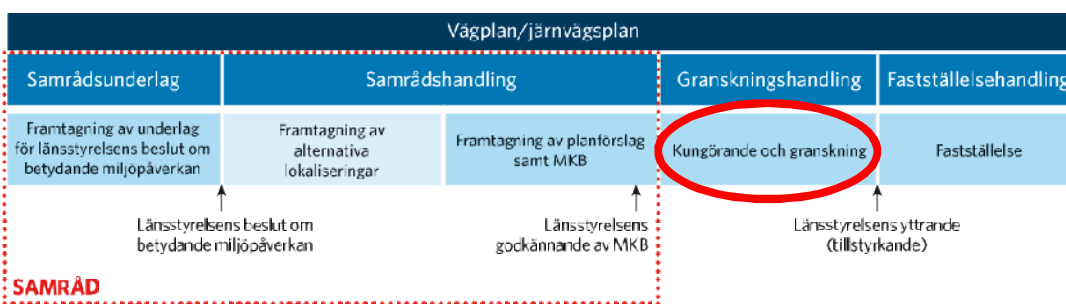 Vägplan/järnvägsplan
Samrådsunderlag
Samrådshandling
Granskningshandling
Fastställelsehandling
Framtagning av underlag
för länsstyrelsens beslut om
betydande miljöpåverkan
Framtagning av
alternativa
lokaliseringar
Framtagning av planförslag
samt MKB
Kungörande och granskning
Fastställelse
Länsstyrelsens beslut om
betydande miljöpåverkan
Länsstyrelsens
godkännande av MKB
Länsstyrelsens yttrande
(tillstyrkande)
SAMRÅD